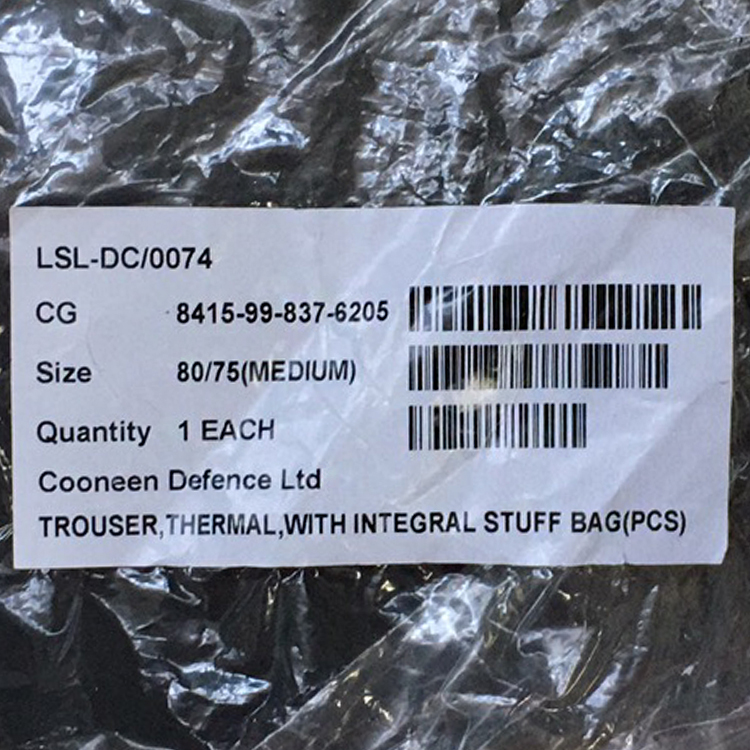 LSL-DC/0074
CG 8415-99-837-6205
Size 80/75(MEDIUM)
Quantity 1 EACH
Cooneen Defence Ltd
TROUSER,THERMAL,WITH INTEGRAL STUFF BAG(PCS)